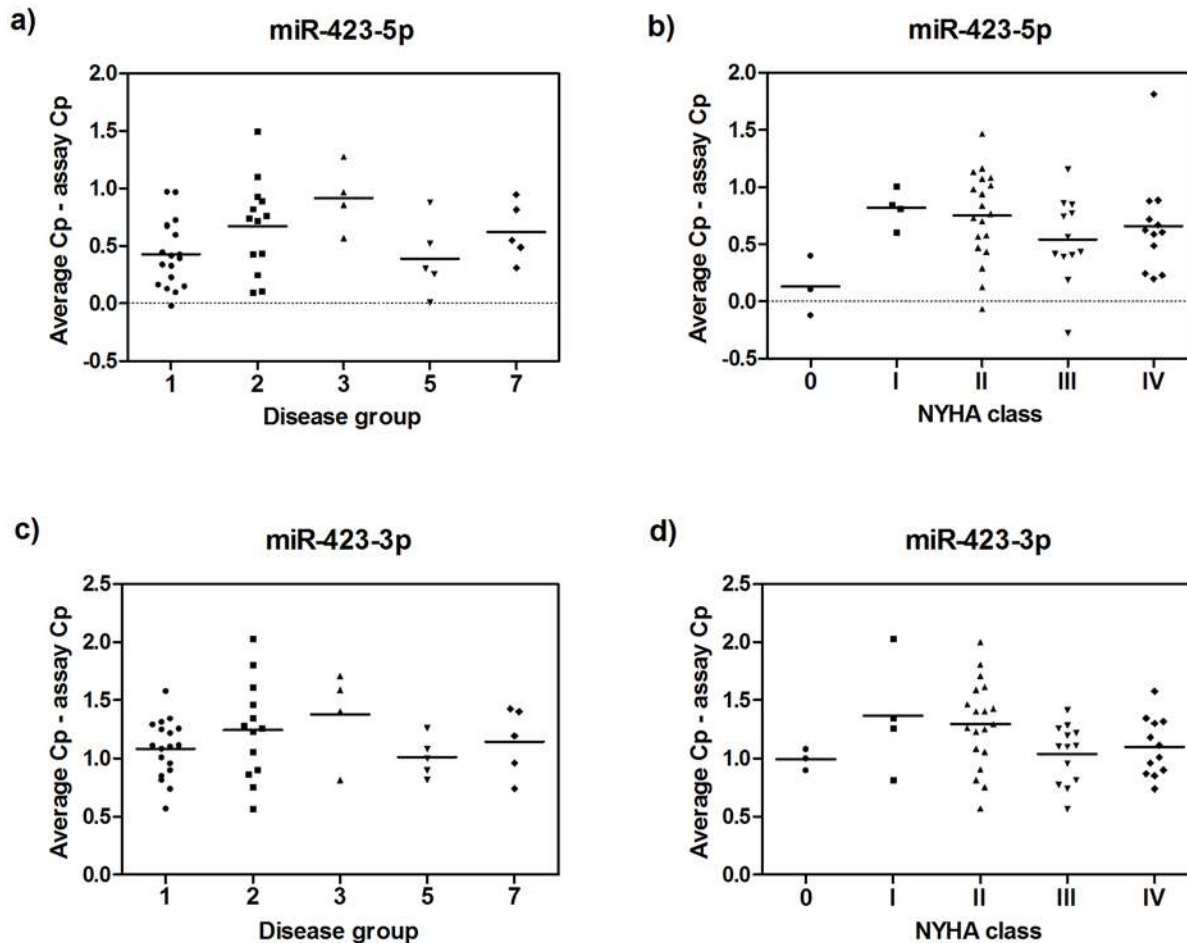 a)
miR-423-5p
Average Cp - assay Cp
2.0
1.5
1.0
0.5
0.0
-0.5
1 2 3 5 7
Disease group
b)
miR-423-5p
Average Cp - assay Cp
2.0
1.5
1.0
0.5
0.0
-0.5
0 I II III IV
NYHA class
c)
miR-423-3p
Average Cp - assay Cp
2.5
2.0
1.5
1.0
0.5
0.0
1 2 3 5 7
Disease group
d)
miR-423-3p
Average Cp - assay Cp
2.5
2.0
1.5
1.0
0.5
0.0
0 I II III IV
NYHA class